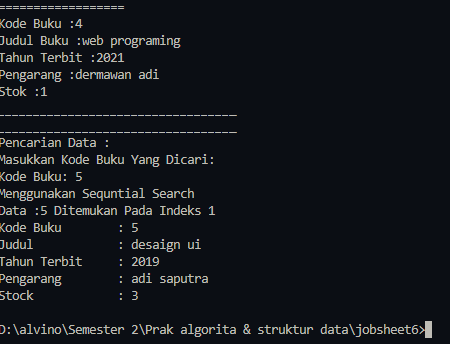 ==================
Kode Buku :4
Judul Buku :web programing
Tahun Terbit :2021
Pengarang :dermawan adi
Stok :1
__________________________________
__________________________________
Pencarian Data :
Masukkan Kode Buku Yang Dicari:
Kode Buku: 5
Menggunakan Sequntial Search
Data :5 Ditemukan Pada Indeks 1
Kode Buku        : 5
Judul            : desaign ui
Tahun Terbit     : 2019
Pengarang        : adi saputra
Stock            : 3
D:\alvino\Semester 2\Prak algorita & struktur data\jobsheet6>